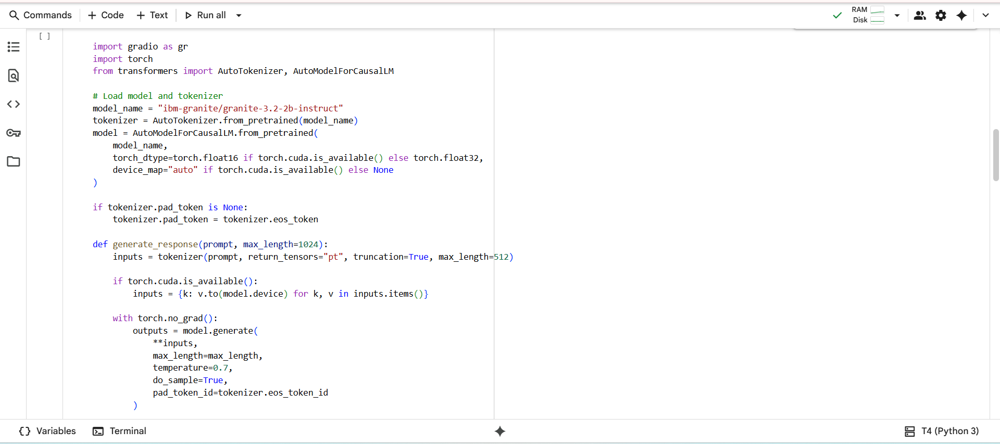 Commands + Code + Text Run all
RAM
Disk
[ ]
import gradio as gr
import torch
from transformers import AutoTokenizer, AutoModelForCausalLM

# Load model and tokenizer
model_name = "ibm-granite/granite-3.2-2b-instruct"
tokenizer = AutoTokenizer.from_pretrained(model_name)
model = AutoModelForCausalLM.from_pretrained(
    model_name,
    torch_dtype=torch.float16 if torch.cuda.is_available() else torch.float32,
    device_map="auto" if torch.cuda.is_available() else None
)

if tokenizer.pad_token is None:
    tokenizer.pad_token = tokenizer.eos_token

def generate_response(prompt, max_length=1024):
    inputs = tokenizer(prompt, return_tensors="pt", truncation=True, max_length=512)

    if torch.cuda.is_available():
        inputs = {k: v.to(model.device) for k, v in inputs.items()}

    with torch.no_grad():
        outputs = model.generate(
            **inputs,
            max_length=max_length,
            temperature=0.7,
            do_sample=True,
            pad_token_id=tokenizer.eos_token_id
        )
{} Variables Terminal T4 (Python 3)